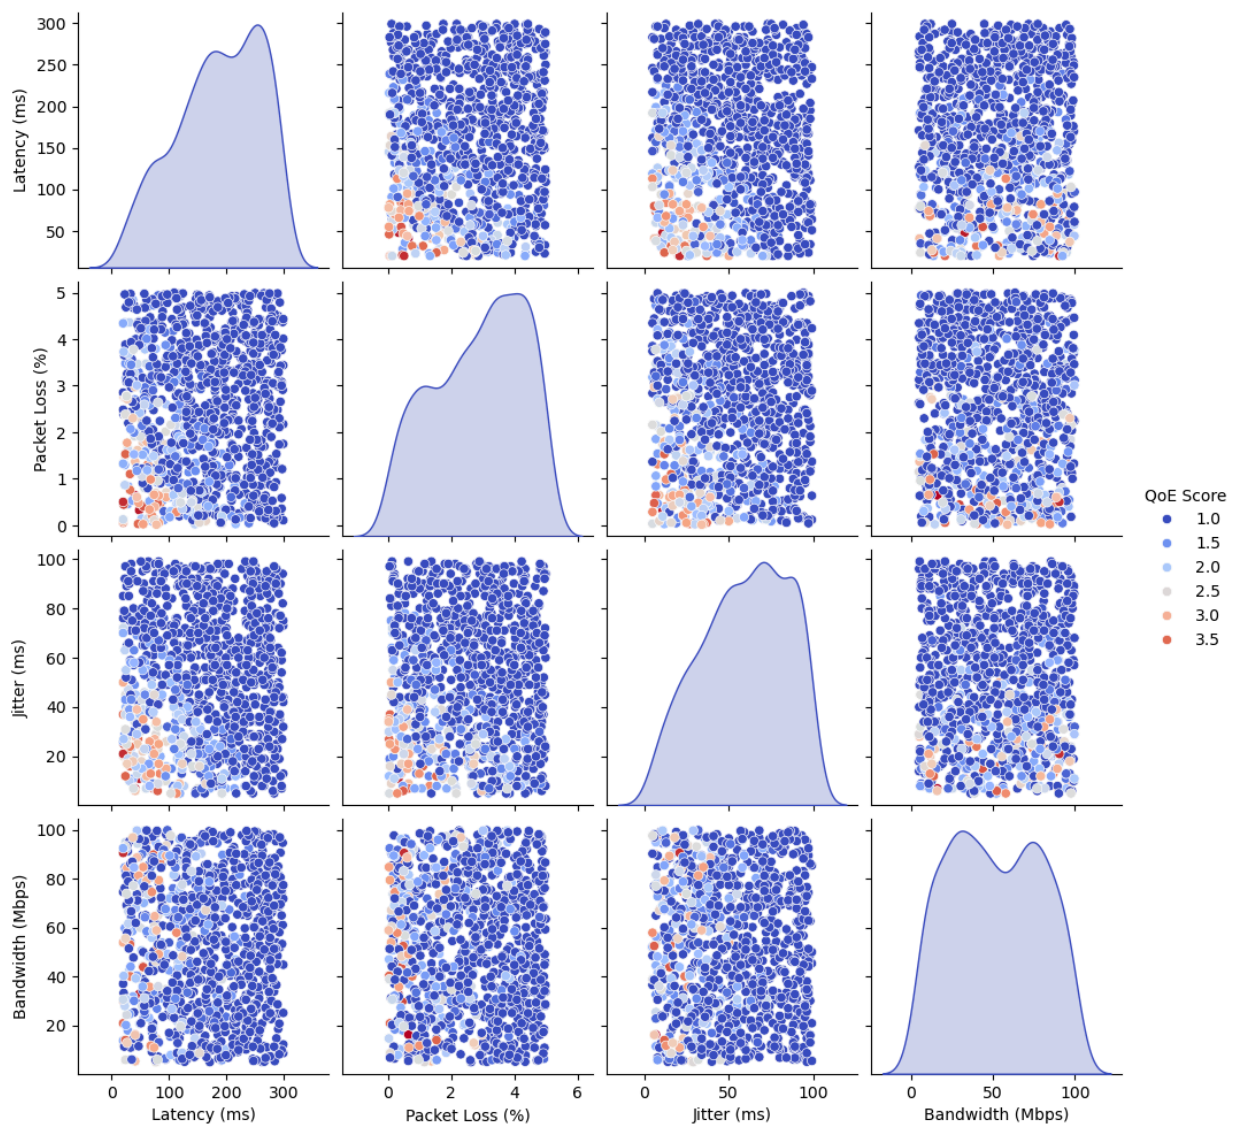 300
250
200
150
100
50
Latency (ms)
5
4
3
2
1
0
Packet Loss (%)
100
80
60
40
20
Jitter (ms)
100
80
60
40
20
Bandwidth (Mbps)
0 100 200 300
Latency (ms)
0 2 4 6
Packet Loss (%)
0 50 100
Jitter (ms)
0 50 100
Bandwidth (Mbps)
QoE Score
1.0
1.5
2.0
2.5
3.0
3.5